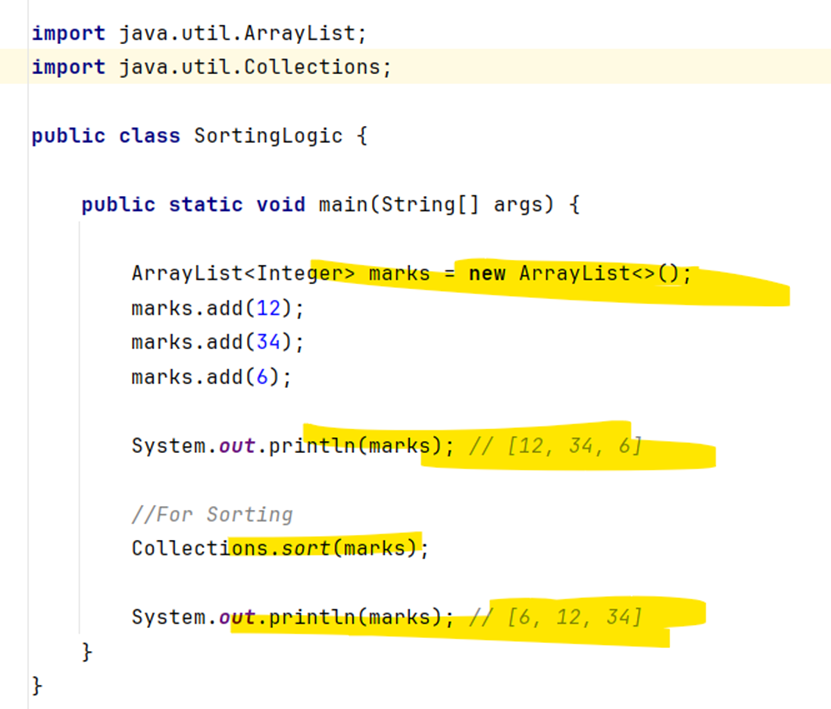 import java.util.ArrayList;
import java.util.Collections;
public class SortingLogic {
public static void main(String[] args) {
ArrayList<Integer> marks = new ArrayList<>();
marks.add(12);
marks.add(34);
marks.add(6);
System.out.println(marks); // [12, 34, 6]
//For Sorting
Collections.sort(marks);
System.out.println(marks); // [6, 12, 34]
}
}